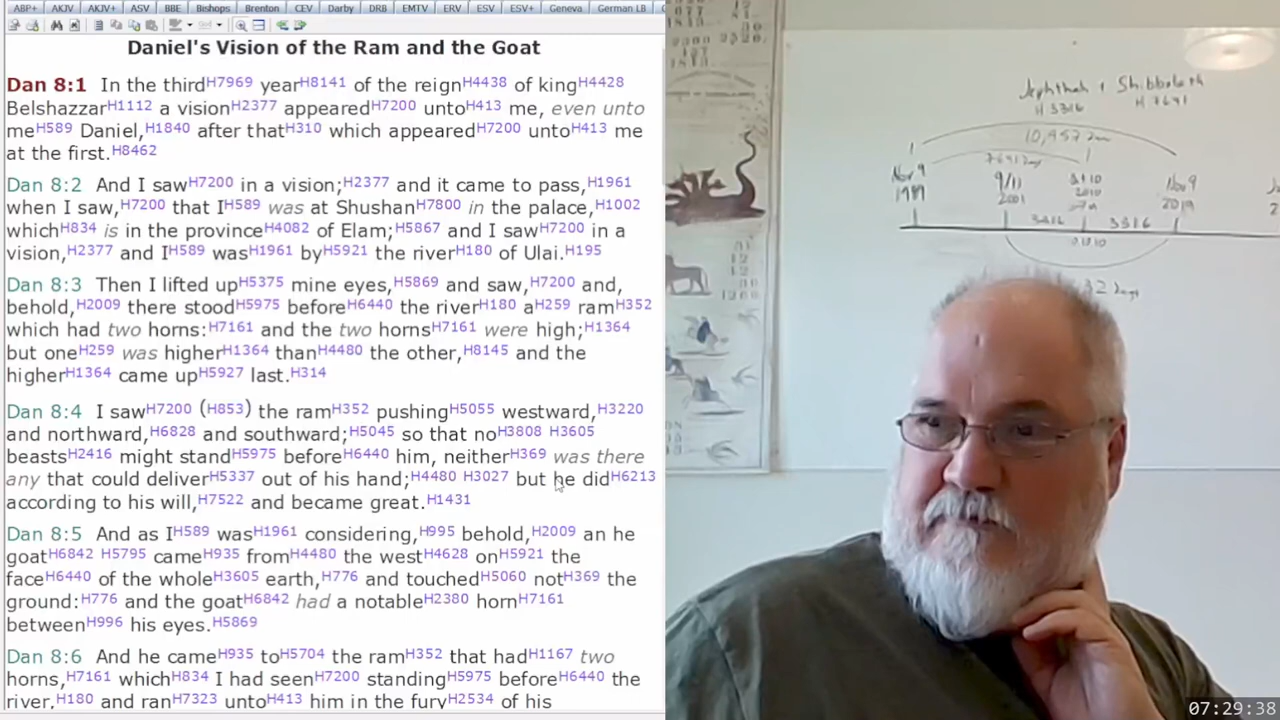 ABP+ AKJV AKJV+ ASV BBE Bishops Brenton CEV Darby DRB EMTV ERV ESV ESV+ Geneva German LB
Daniel's Vision of the Ram and the Goat
Dan 8:1 In the thirdH7969 yearH8141 of the reignH4438 of kingH4428
BelshazzarH1112 a visionH2377 appearedH7200 untoH413 me, even unto
meH589 Daniel,H1840 after thatH310 which appearedH7200 untoH413 me
at the first.H8462
Dan 8:2 And I sawH7200 in a vision;H2377 and it came to pass,H1961
when I saw,H7200 that IH589 was at ShushanH7800 in the palace,H1002
whichH834 is in the provinceH4082 of Elam;H5867 and I sawH7200 in a
vision,H2377 and IH589 wasH1961 byH5921 the riverH180 of Ulai.H195
Dan 8:3 Then I lifted upH5375 mine eyes,H5869 and saw,H7200 and,
behold,H2009 there stoodH5975 beforeH6440 the riverH180 aH259 ramH352
which had two horns:H7161 and the two hornsH7161 were high;H1364
but oneH259 was higherH1364 thanH4480 the other,H8145 and the
higherH1364 came upH5927 last.H314
Dan 8:4 I sawH7200 (H853) the ramH352 pushingH5055 westward,H3220
and northward,H6828 and southward;H5045 so that noH3808 H3605
beastsH2416 might standH5975 beforeH6440 him, neitherH369 was there
any that could deliverH5337 out of his hand;H4480 H3027 but he didH6213
according to his will,H7522 and became great.H1431
Dan 8:5 And as IH589 wasH1961 considering,H995 behold,H2009 an he
goatH6842 H5795 cameH935 fromH4480 the westH4628 onH5921 the
faceH6440 of the wholeH3605 earth,H776 and touchedH5060 notH369 the
ground:H776 and the goatH6842 had a notableH2380 hornH7161
betweenH996 his eyes.H5869
Dan 8:6 And he cameH935 toH5704 the ramH352 that hadH1167 two
horns,H7161 whichH834 I had seenH7200 standingH5975 beforeH6440 the
river,H180 and ranH7323 untoH413 him in the furyH2534 of his
Jephthah + Shibboleth
H3316 H7641
10,957 Days
7641 Days
Nov 9 9/11 Nov 9
1989 2001 2010 2019
3316 3316
07:29:38